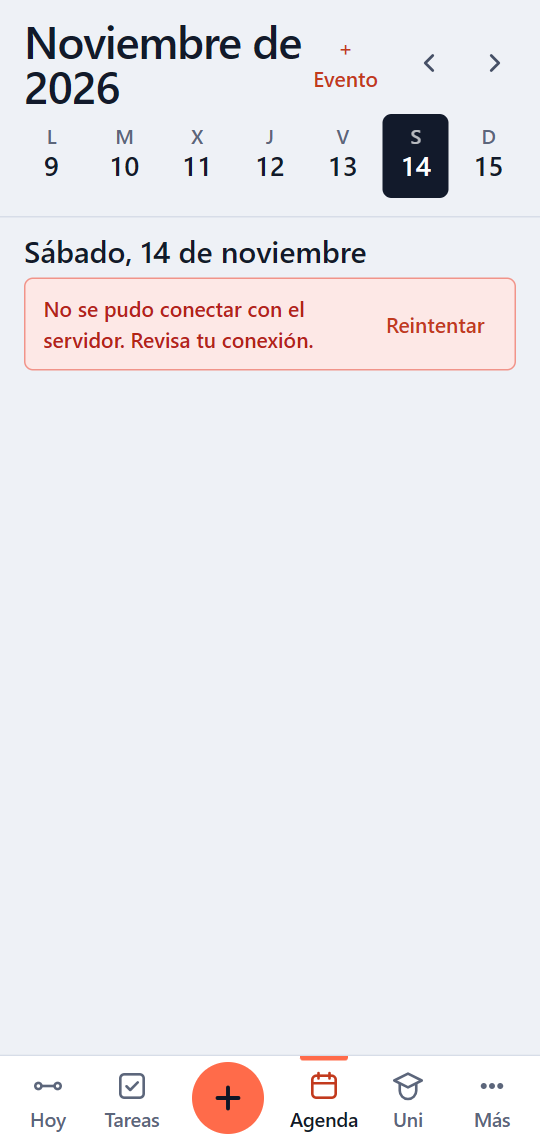 Noviembre de
2026
+
Evento
L M X J V S D
9 10 11 12 13 14 15
Sábado, 14 de noviembre
No se pudo conectar con el
servidor. Revisa tu conexión.
Reintentar
Hoy Tareas Agenda Uni Más